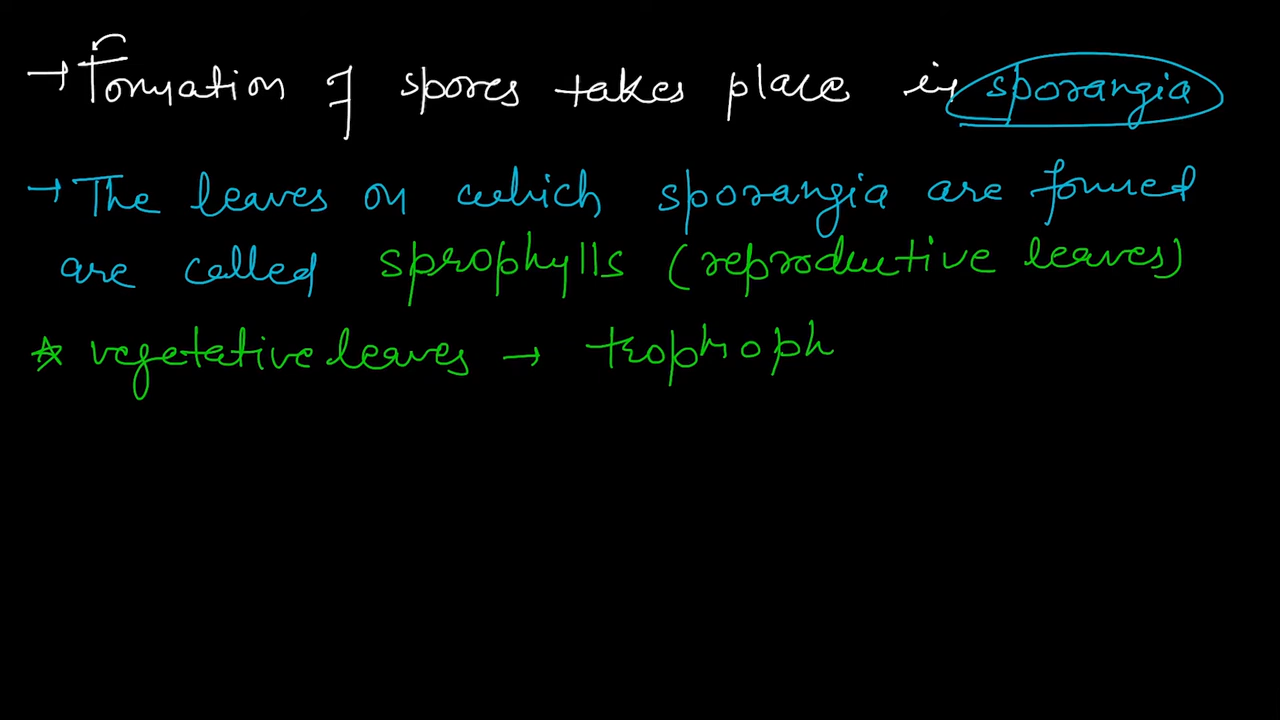 → Formation of spores takes place in sporangia
→ The leaves on which sporangia are formed
are called sprophylls (reproductive leaves)
☆ vegetative leaves → trophoph